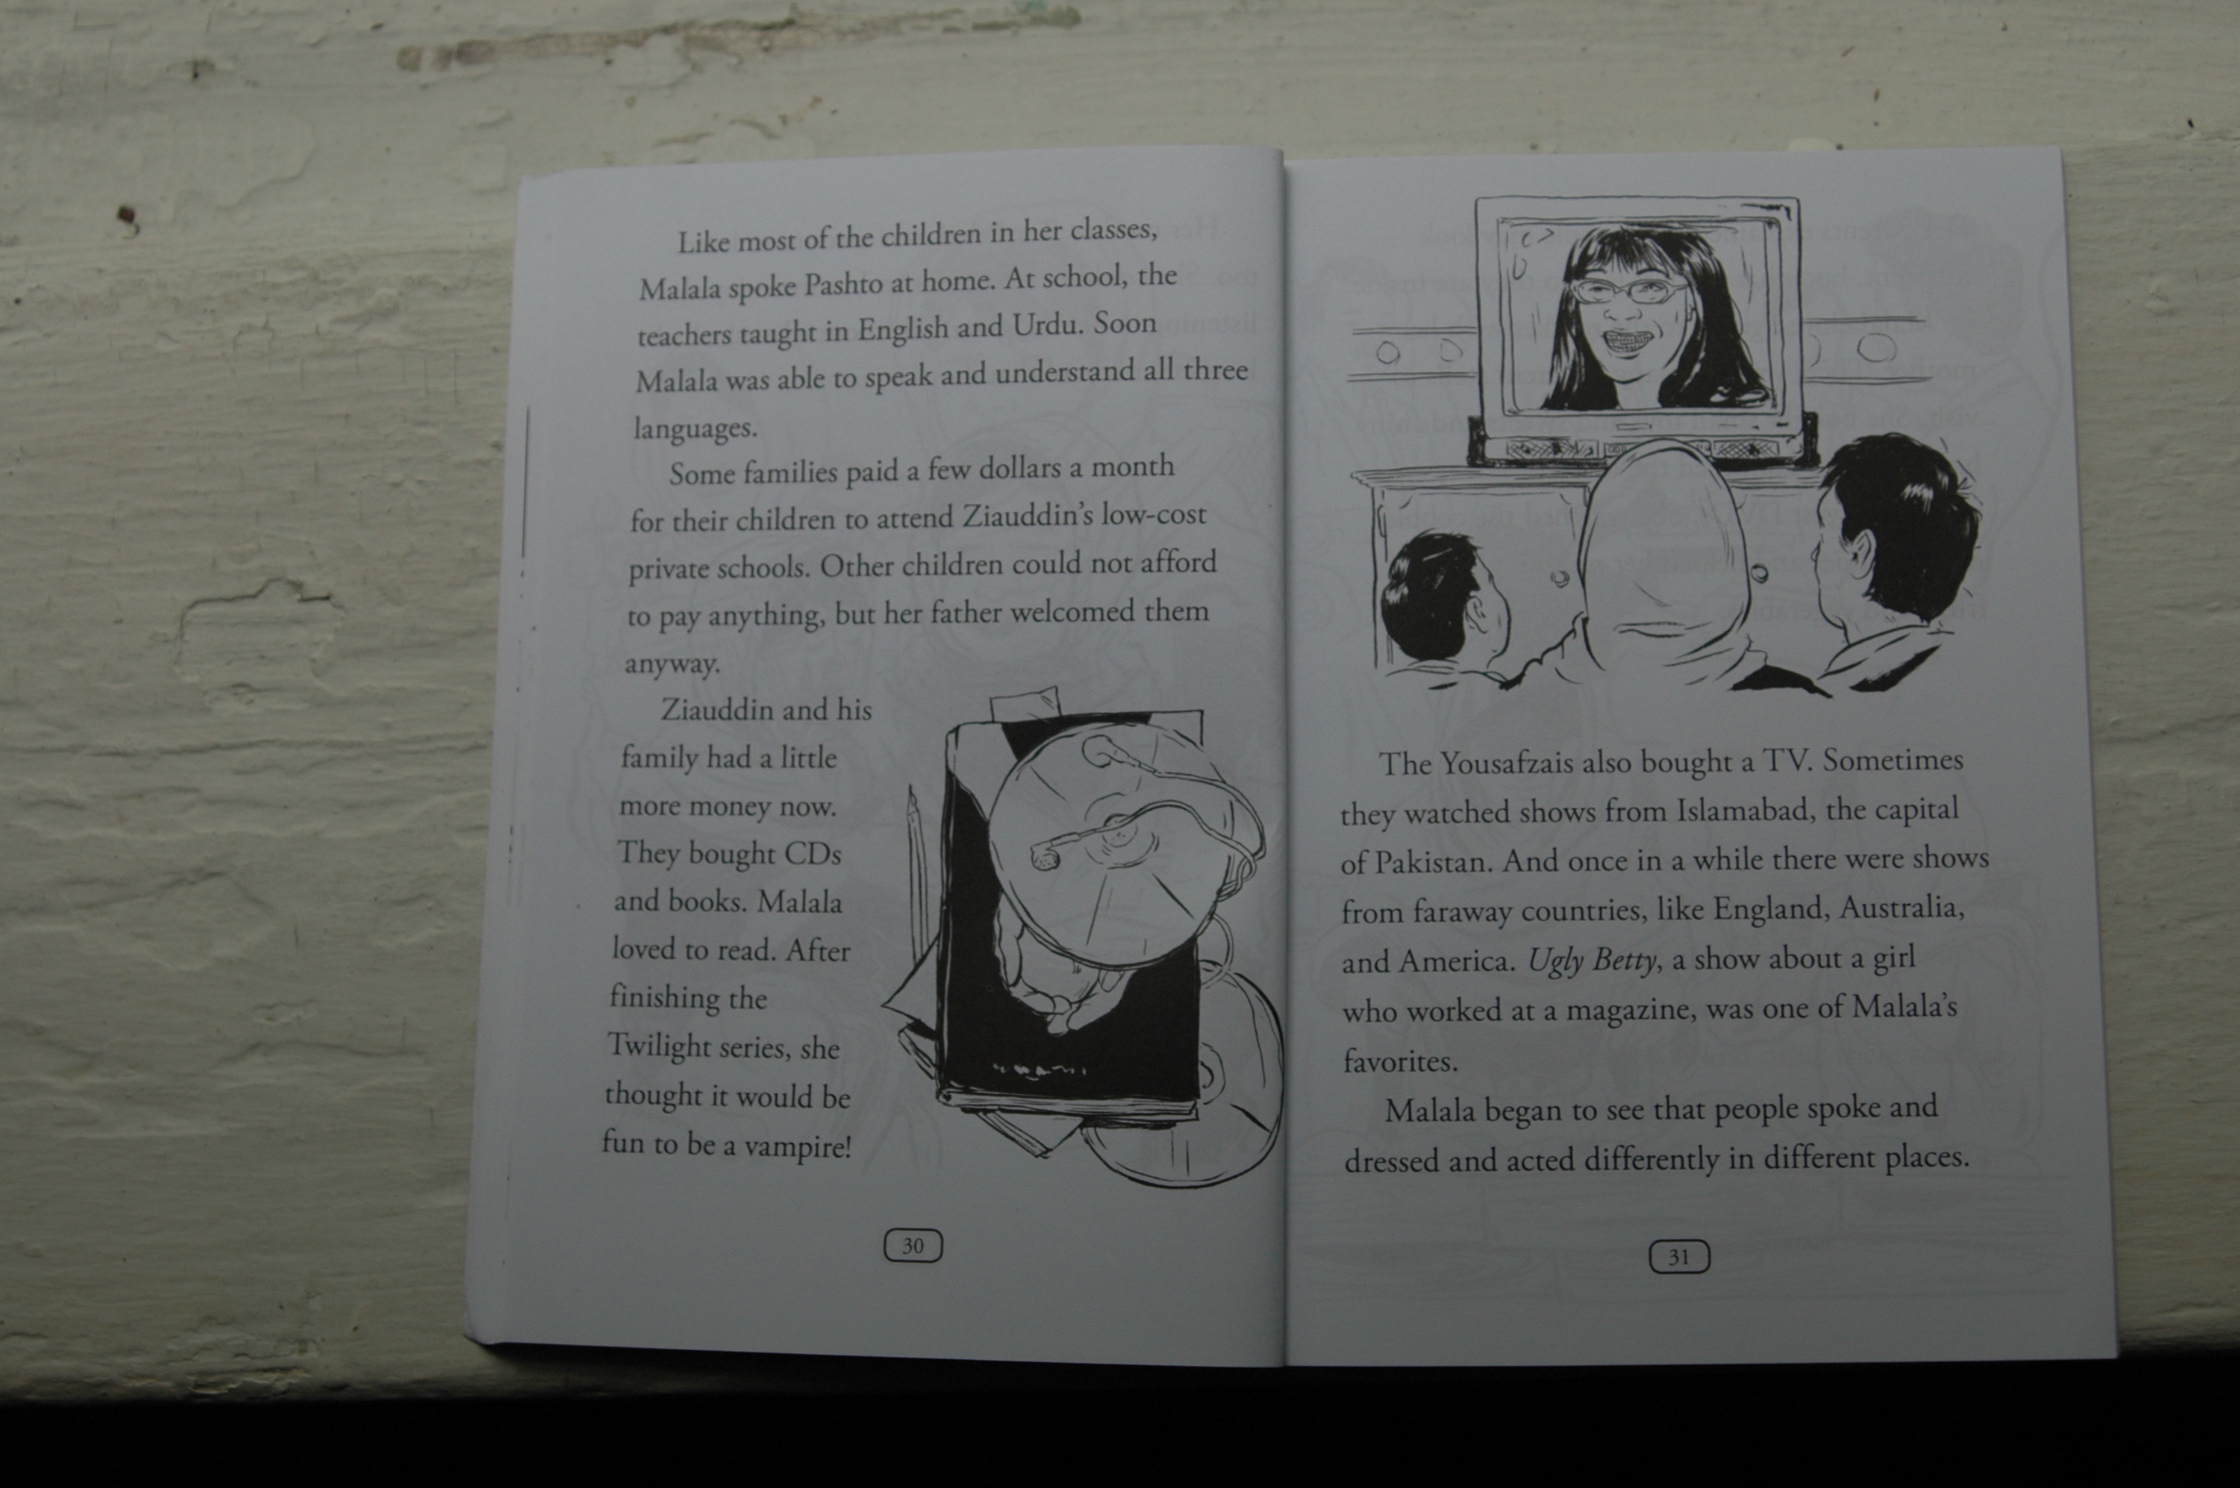 Like most of the children in her classes,
Malala spoke Pashto at home. At school, the
teachers taught in English and Urdu. Soon
Malala was able to speak and understand all three
languages.
Some families paid a few dollars a month
for their children to attend Ziauddin's low-cost
private schools. Other children could not afford
to pay anything, but her father welcomed them
anyway.
Ziauddin and his
family had a little
more money now.
They bought CDs
and books. Malala
loved to read. After
finishing the
Twilight series, she
thought it would be
fun to be a vampire!
30
The Yousafzais also bought a TV. Sometimes
they watched shows from Islamabad, the capital
of Pakistan. And once in a while there were shows
from faraway countries, like England, Australia,
and America. Ugly Betty, a show about a girl
who worked at a magazine, was one of Malala's
favorites.
Malala began to see that people spoke and
dressed and acted differently in different places.
31